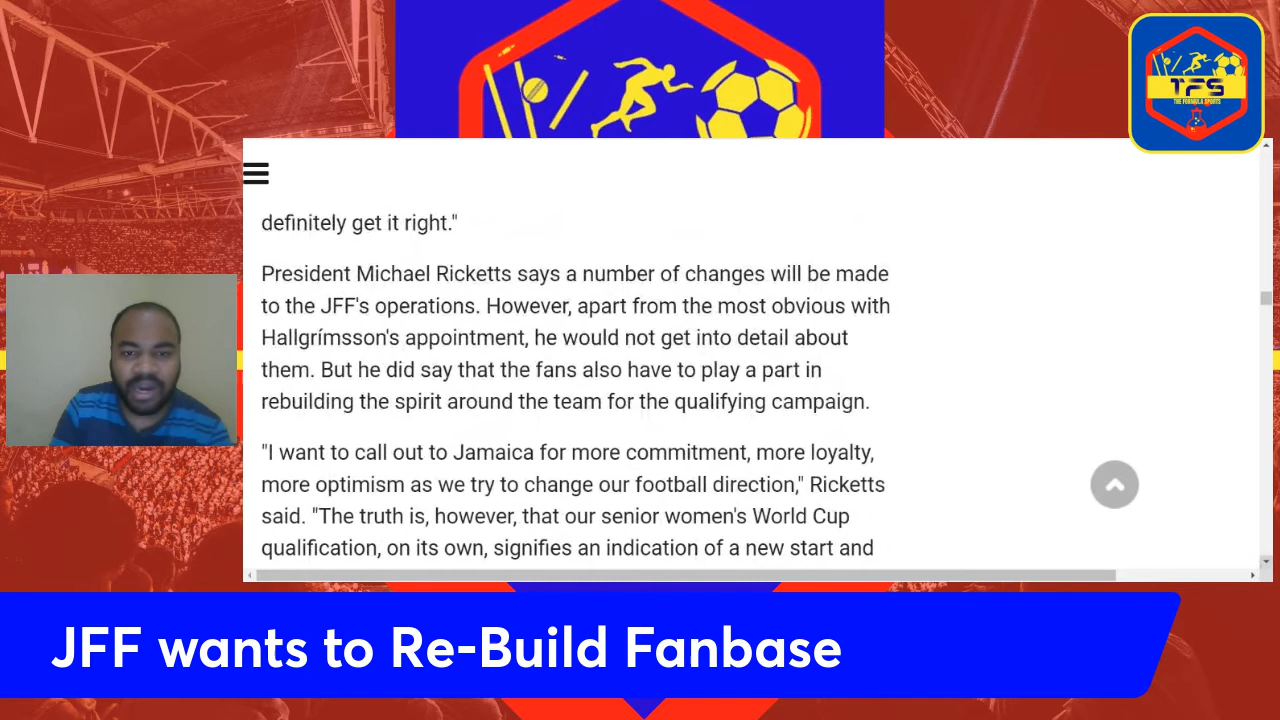 TFS
THE FORMULA SPORTS
definitely get it right."
President Michael Ricketts says a number of changes will be made
to the JFF's operations. However, apart from the most obvious with
Hallgrímsson's appointment, he would not get into detail about
them. But he did say that the fans also have to play a part in
rebuilding the spirit around the team for the qualifying campaign.
"I want to call out to Jamaica for more commitment, more loyalty,
more optimism as we try to change our football direction," Ricketts
said. "The truth is, however, that our senior women's World Cup
qualification, on its own, signifies an indication of a new start and
JFF wants to Re-Build Fanbase